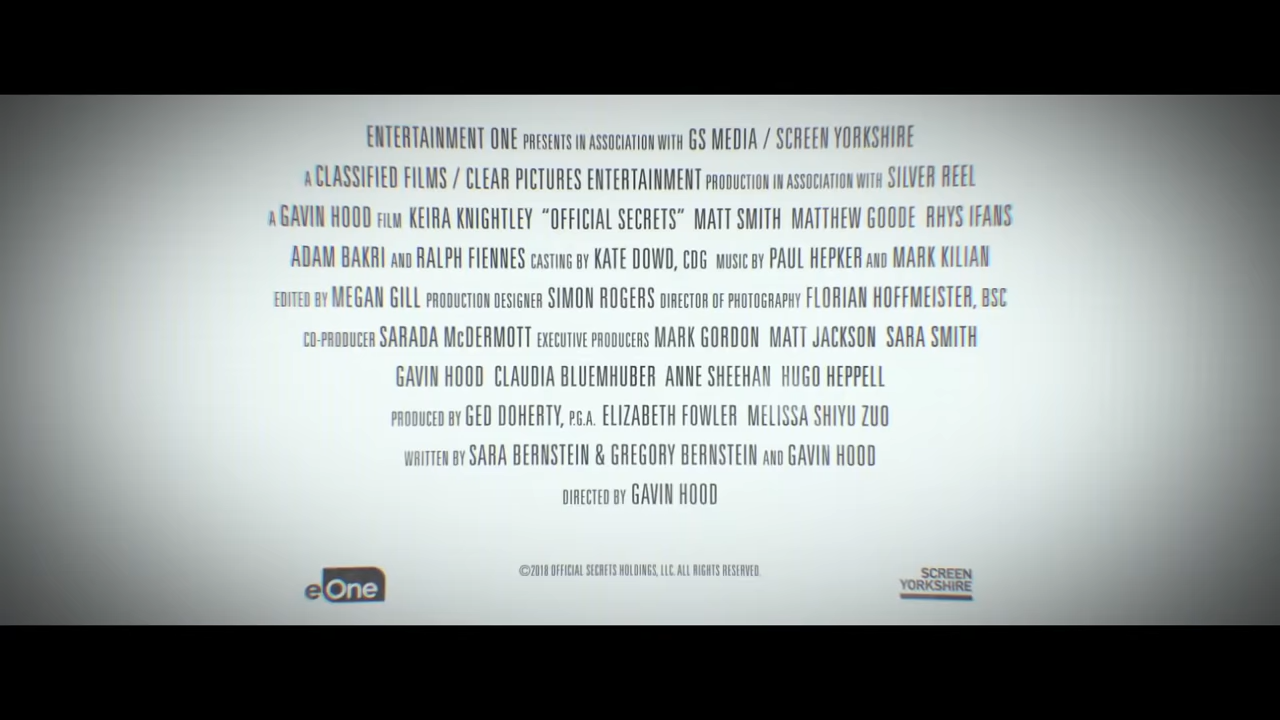 ENTERTAINMENT ONE PRESENTS IN ASSOCIATION WITH GS MEDIA / SCREEN YORKSHIRE
A CLASSIFIED FILMS / CLEAR PICTURES ENTERTAINMENT PRODUCTION IN ASSOCIATION WITH SILVER REEL
A GAVIN HOOD FILM KEIRA KNIGHTLEY "OFFICIAL SECRETS" MATT SMITH MATTHEW GOODE RHYS IFANS
ADAM BAKRI AND RALPH FIENNES CASTING BY KATE DOWD, CDG MUSIC BY PAUL HEPKER AND MARK KILIAN
EDITED BY MEGAN GILL PRODUCTION DESIGNER SIMON ROGERS DIRECTOR OF PHOTOGRAPHY FLORIAN HOFFMEISTER, BSC
CO-PRODUCER SARADA McDERMOTT EXECUTIVE PRODUCERS MARK GORDON MATT JACKSON SARA SMITH
GAVIN HOOD CLAUDIA BLUEMHUBER ANNE SHEEHAN HUGO HEPPELL
PRODUCED BY GED DOHERTY, P.G.A. ELIZABETH FOWLER MELISSA SHIYU ZUO
WRITTEN BY SARA BERNSTEIN & GREGORY BERNSTEIN AND GAVIN HOOD
DIRECTED BY GAVIN HOOD
eOne
©2018 OFFICIAL SECRETS HOLDINGS, LLC. ALL RIGHTS RESERVED.
SCREEN
YORKSHIRE